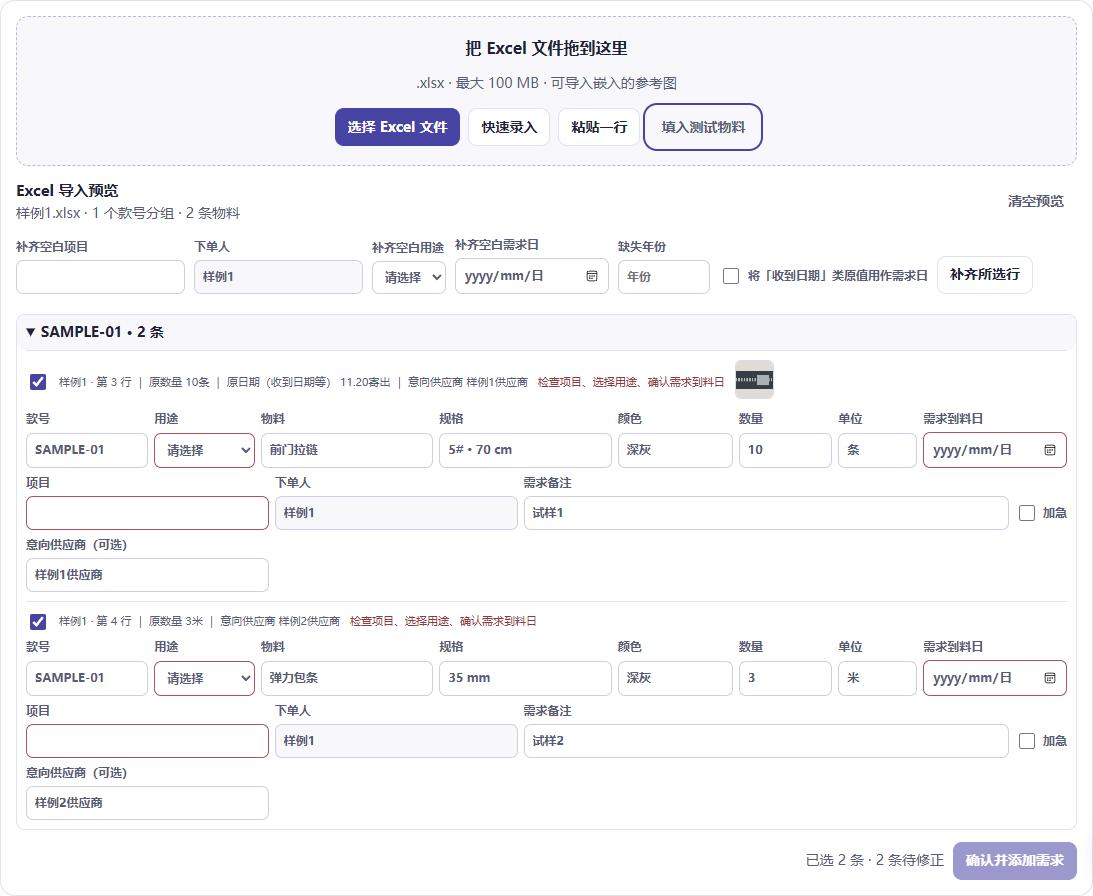 把 Excel 文件拖到这里
.xlsx · 最大 100 MB · 可导入嵌入的参考图
选择 Excel 文件 快速录入 粘贴一行 填入测试物料
Excel 导入预览
样例1.xlsx · 1 个款号分组 · 2 条物料
清空预览
补齐空白项目 下单人 补齐空白用途 补齐空白需求日 缺失年份
样例1 请选择 yyyy/mm/日 年份 将「收到日期」类原值用作需求日 补齐所选行
▼ SAMPLE-01 • 2 条
样例1 · 第 3 行 | 原数量 10条 | 原日期（收到日期等） 11.20寄出 | 意向供应商 样例1供应商 检查项目、选择用途、确认需求到料日
款号 用途 物料 规格 颜色 数量 单位 需求到料日
SAMPLE-01 请选择 前门拉链 5# • 70 cm 深灰 10 条 yyyy/mm/日
项目 下单人 需求备注
样例1 试样1 加急
意向供应商（可选）
样例1供应商
样例1 · 第 4 行 | 原数量 3米 | 意向供应商 样例2供应商 检查项目、选择用途、确认需求到料日
款号 用途 物料 规格 颜色 数量 单位 需求到料日
SAMPLE-01 请选择 弹力包条 35 mm 深灰 3 米 yyyy/mm/日
项目 下单人 需求备注
样例1 试样2 加急
意向供应商（可选）
样例2供应商
已选 2 条 · 2 条待修正 确认并添加需求